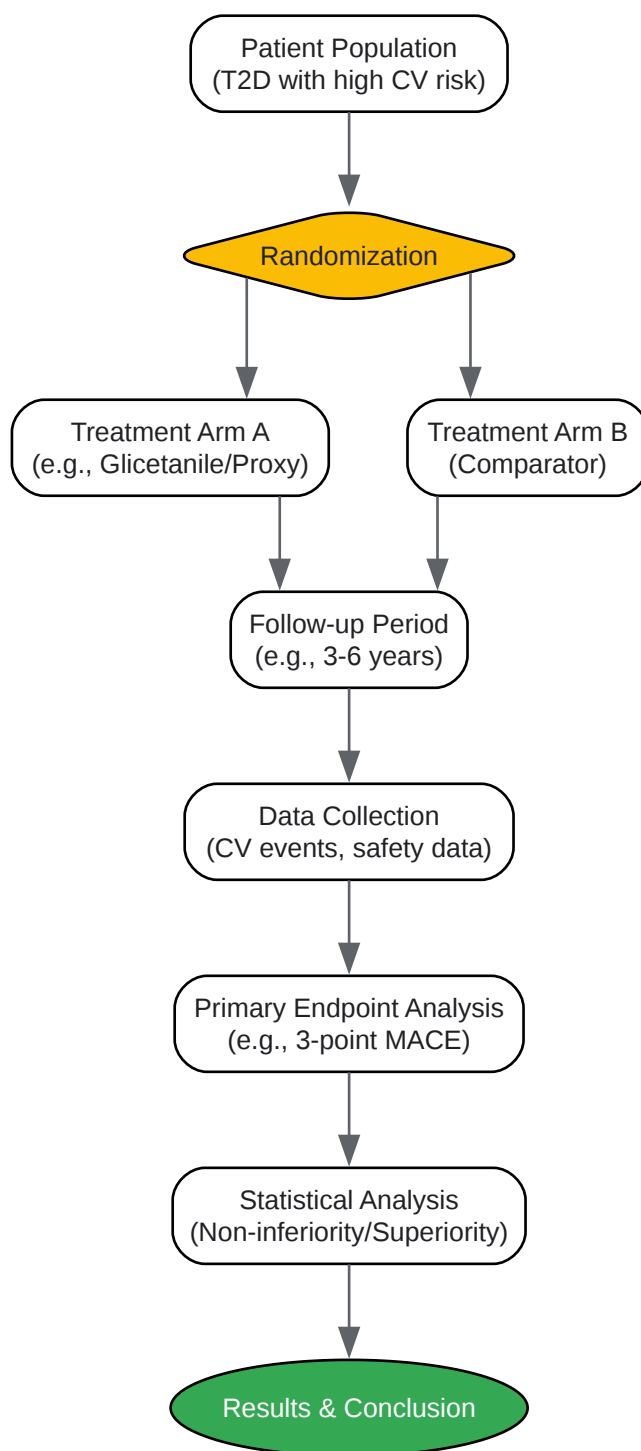 Patient Population
(T2D with high CV risk)
Randomization
Treatment Arm A
(e.g., Glicetanile/Proxy)
Treatment Arm B
(Comparator)
Follow-up Period
(e.g., 3-6 years)
Data Collection
(CV events, safety data)
Primary Endpoint Analysis
(e.g., 3-point MACE)
Statistical Analysis
(Non-inferiority/Superiority)
Results & Conclusion